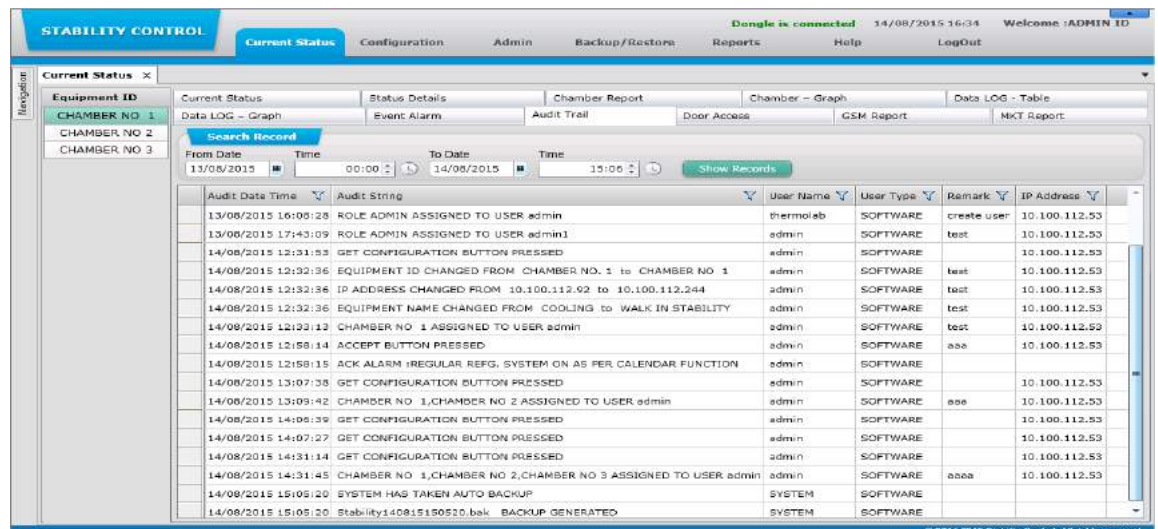 Dongle is connected 14/08/2015 16:34 Welcome :ADMIN ID
STABILITY CONTROL
Current Status Configuration Admin Backup/Restore Reports Help LogOut
Navigation
Current Status ×
Equipment ID
CHAMBER NO 1
CHAMBER NO 2
CHAMBER NO 3
Current Status Status Details Chamber Report Chamber – Graph Data LOG - Table
Data LOG – Graph Event Alarm Audit Trail Door Access GSM Report MKT Report
Search Record
From Date Time To Date Time
13/08/2015 00:00 14/08/2015 15:06 Show Records
Audit Date Time Audit String User Name User Type Remark IP Address
13/08/2015 16:08:28 ROLE ADMIN ASSIGNED TO USER admin thermolab SOFTWARE create user 10.100.112.53
13/08/2015 17:43:09 ROLE ADMIN ASSIGNED TO USER admin1 admin SOFTWARE test 10.100.112.53
14/08/2015 12:31:53 GET CONFIGURATION BUTTON PRESSED admin SOFTWARE 10.100.112.53
14/08/2015 12:32:36 EQUIPMENT ID CHANGED FROM CHAMBER NO. 1 to CHAMBER NO 1 admin SOFTWARE test 10.100.112.53
14/08/2015 12:32:36 IP ADDRESS CHANGED FROM 10.100.112.92 to 10.100.112.244 admin SOFTWARE test 10.100.112.53
14/08/2015 12:32:36 EQUIPMENT NAME CHANGED FROM COOLING to WALK IN STABILITY admin SOFTWARE test 10.100.112.53
14/08/2015 12:33:13 CHAMBER NO 1 ASSIGNED TO USER admin admin SOFTWARE test 10.100.112.53
14/08/2015 12:58:14 ACCEPT BUTTON PRESSED admin SOFTWARE aaa 10.100.112.53
14/08/2015 12:58:15 ACK ALARM :REGULAR REFG. SYSTEM ON AS PER CALENDAR FUNCTION admin SOFTWARE
14/08/2015 13:07:38 GET CONFIGURATION BUTTON PRESSED admin SOFTWARE 10.100.112.53
14/08/2015 13:09:42 CHAMBER NO 1,CHAMBER NO 2 ASSIGNED TO USER admin admin SOFTWARE aaa 10.100.112.53
14/08/2015 14:06:39 GET CONFIGURATION BUTTON PRESSED admin SOFTWARE 10.100.112.53
14/08/2015 14:07:27 GET CONFIGURATION BUTTON PRESSED admin SOFTWARE 10.100.112.53
14/08/2015 14:31:14 GET CONFIGURATION BUTTON PRESSED admin SOFTWARE 10.100.112.53
14/08/2015 14:31:45 CHAMBER NO 1,CHAMBER NO 2,CHAMBER NO 3 ASSIGNED TO USER admin admin SOFTWARE aaaa 10.100.112.53
14/08/2015 15:05:20 SYSTEM HAS TAKEN AUTO BACKUP SYSTEM SOFTWARE
14/08/2015 15:05:20 Stability140815150520.bak BACKUP GENERATED SYSTEM SOFTWARE